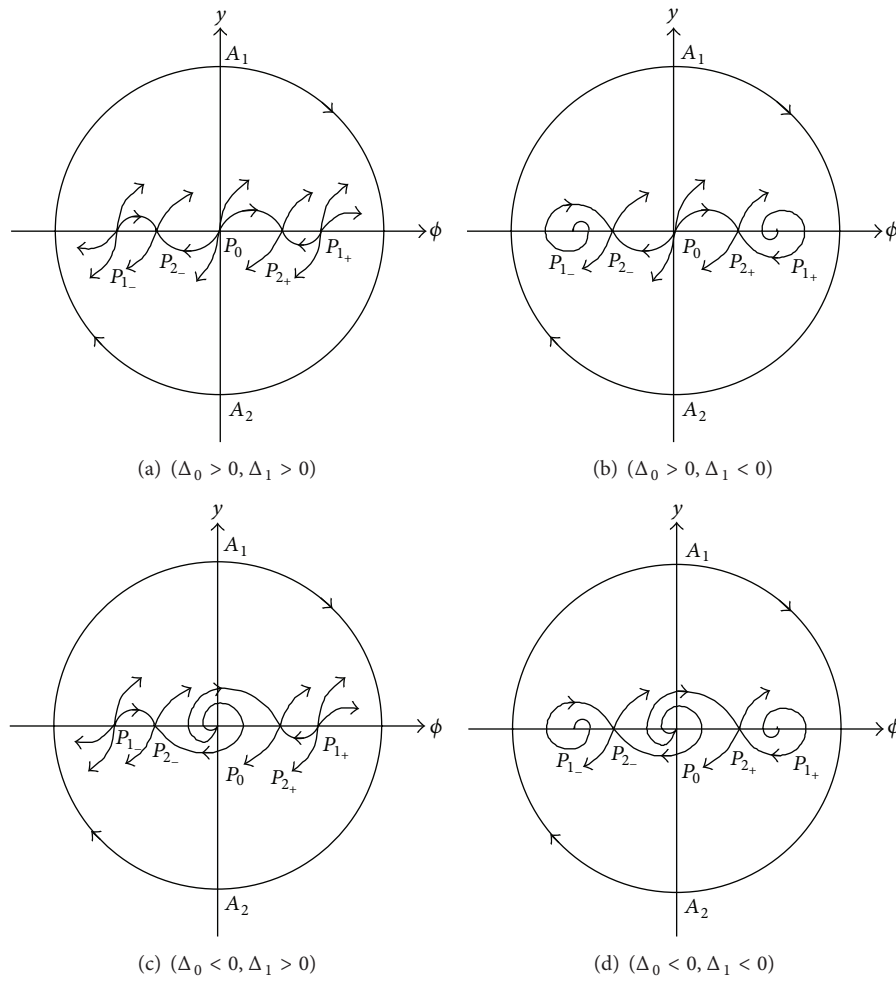 y
y
A₁
A₁
ϕ
ϕ
P₁₋
P₂₋
P₀
P₂₊
P₁₊
P₁₋
P₂₋
P₀
P₂₊
P₁₊
A₂
A₂
(a) (Δ₀ > 0, Δ₁ > 0)
(b) (Δ₀ > 0, Δ₁ < 0)
y
y
A₁
A₁
ϕ
ϕ
P₁₋
P₂₋
P₀
P₂₊
P₁₊
P₁₋
P₂₋
P₀
P₂₊
P₁₊
A₂
A₂
(c) (Δ₀ < 0, Δ₁ > 0)
(d) (Δ₀ < 0, Δ₁ < 0)